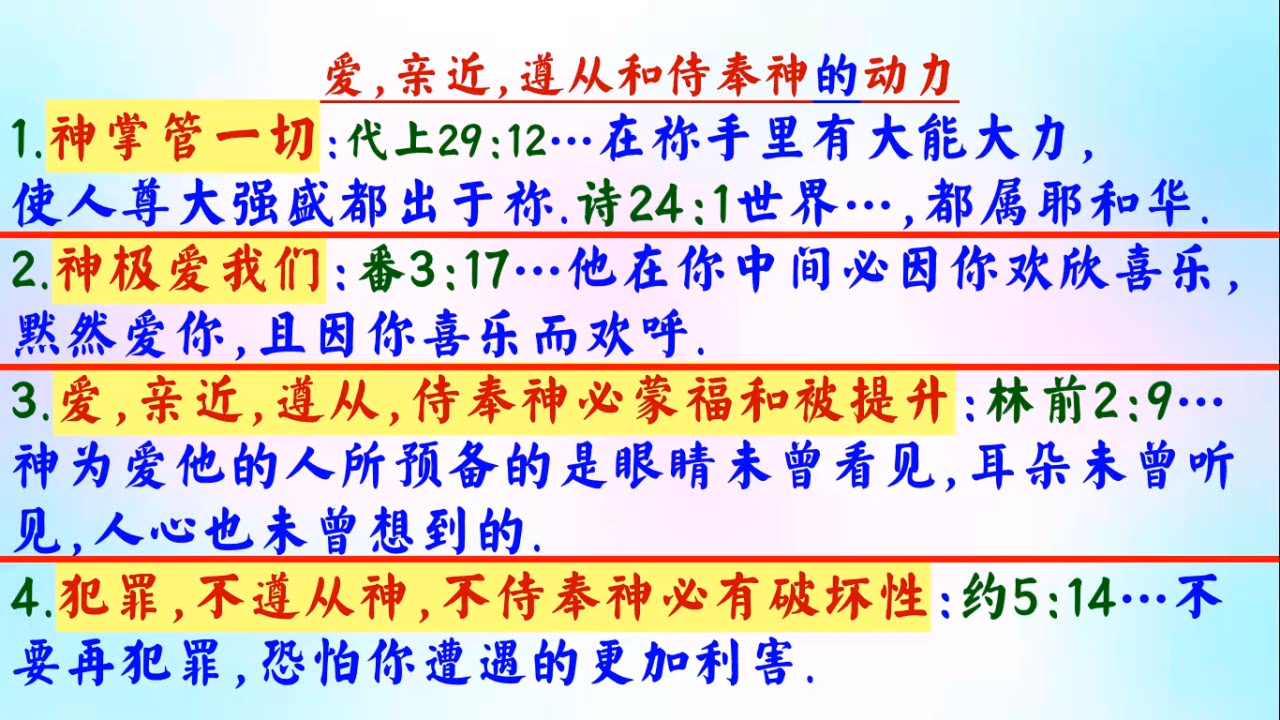 爱,亲近,遵从和侍奉神的动力
1.神掌管一切:代上29:12…在祢手里有大能大力,
使人尊大强盛都出于祢.诗24:1世界…,都属耶和华.
2.神极爱我们:番3:17…他在你中间必因你欢欣喜乐,
黙然爱你,且因你喜乐而欢呼.
3.爱,亲近,遵从,侍奉神必蒙福和被提升:林前2:9…
神为爱他的人所预备的是眼睛未曾看见,耳朵未曾听
见,人心也未曾想到的.
4.犯罪,不遵从神,不侍奉神必有破坏性:约5:14…不
要再犯罪,恐怕你遭遇的更加利害.